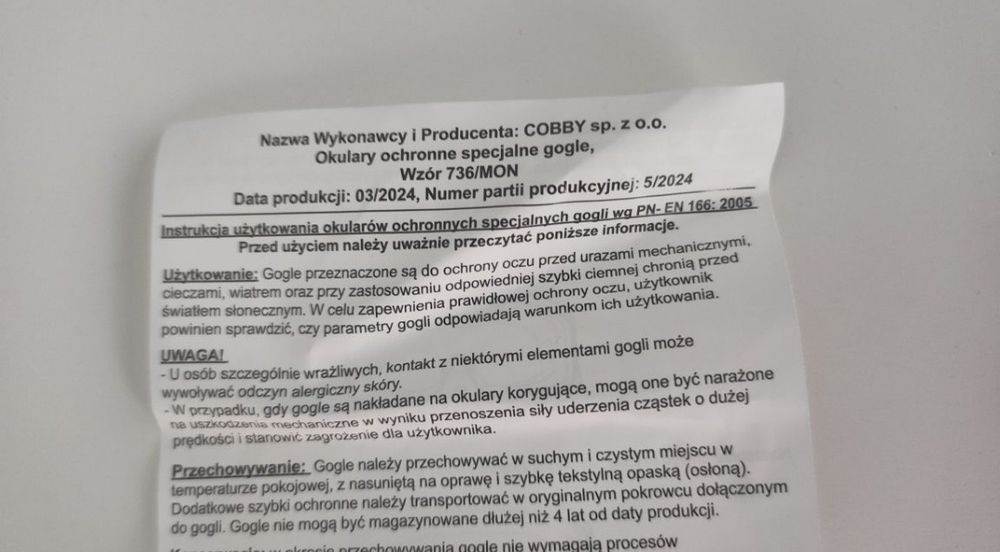 Nazwa Wykonawcy i Producenta: COBBY sp. z o.o.
Okulary ochronne specjalne gogle,
Wzór 736/MON
Data produkcji: 03/2024, Numer partii produkcyjnej: 5/2024
Instrukcja użytkowania okularów ochronnych specjalnych gogli wg PN- EN 166: 2005
Przed użyciem należy uważnie przeczytać poniższe informacje.
Użytkowanie: Gogle przeznaczone są do ochrony oczu przed urazami mechanicznymi,
cieczami, wiatrem oraz przy zastosowaniu odpowiedniej szybki ciemnej chronią przed
światłem słonecznym. W celu zapewnienia prawidłowej ochrony oczu, użytkownik
powinien sprawdzić, czy parametry gogli odpowiadają warunkom ich użytkowania.
UWAGA!
- U osób szczególnie wrażliwych, kontakt z niektórymi elementami gogli może
wywoływać odczyn alergiczny skóry.
- W przypadku, gdy gogle są nakładane na okulary korygujące, mogą one być narażone
na uszkodzenia mechaniczne w wyniku przenoszenia siły uderzenia cząstek o dużej
prędkości i stanowić zagrożenie dla użytkownika.
Przechowywanie: Gogle należy przechowywać w suchym i czystym miejscu w
temperaturze pokojowej, z nasuniętą na oprawę i szybkę tekstylną opaską (osłoną).
Dodatkowe szybki ochronne należy transportować w oryginalnym pokrowcu dołączonym
do gogli. Gogle nie mogą być magazynowane dłużej niż 4 lat od daty produkcji.
w okresie przechowywania gogle nie wymagają procesów